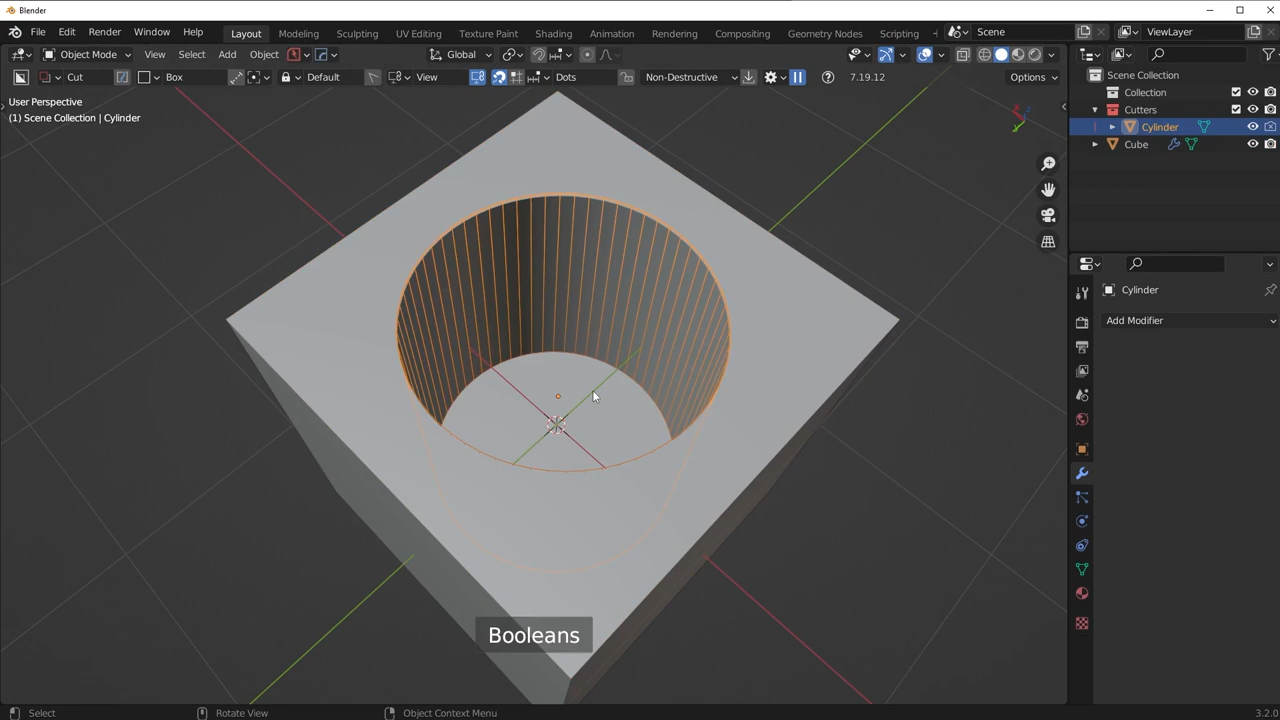 Blender
File Edit Render Window Help
Layout Modeling Sculpting UV Editing Texture Paint Shading Animation Rendering Compositing Geometry Nodes Scripting
Scene
ViewLayer
Object Mode View Select Add Object
Global
Cut Box Default View Dots Non-Destructive 7.19.12 Options
User Perspective
(1) Scene Collection | Cylinder
X
Y
Scene Collection
Collection
Cutters
Cylinder
Cube
Cylinder
Add Modifier
Booleans
Select Rotate View Object Context Menu
3.2.0